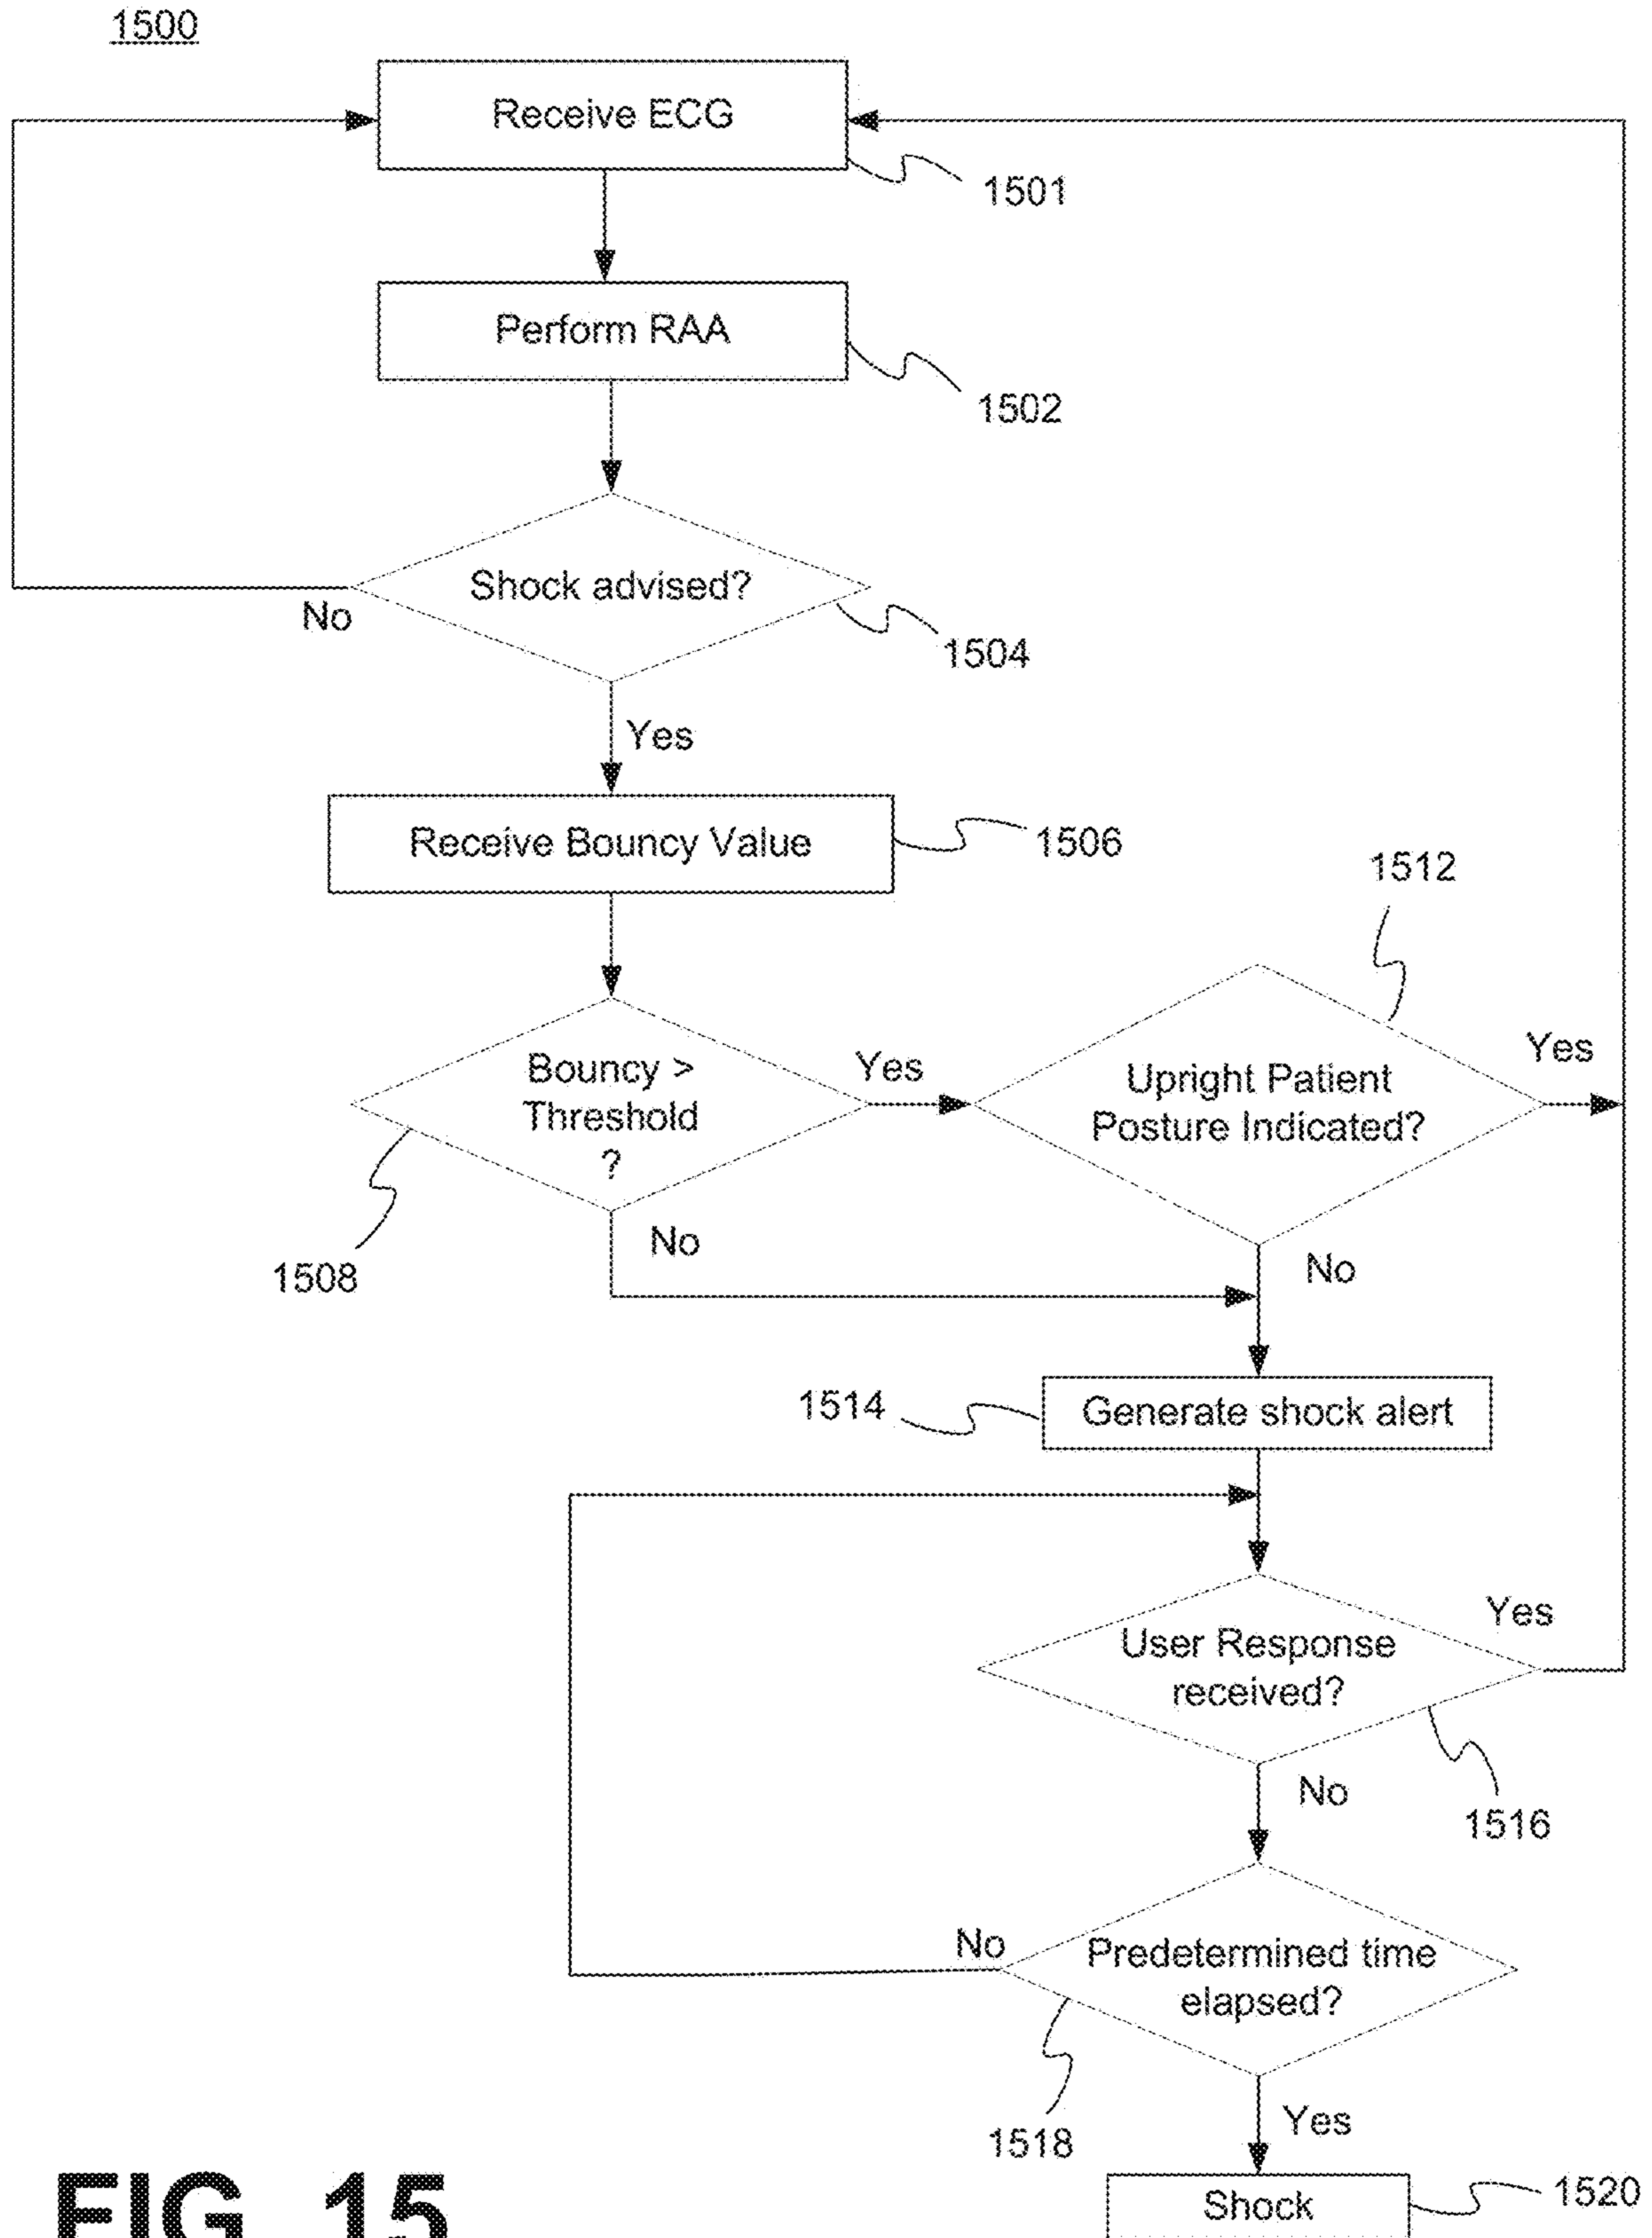 1500
Receive ECG
1501
Perform RAA
1502
Shock advised?
No
1504
Yes
Receive Bouncy Value
1506
1512
Bouncy >
Threshold
?
Yes
Upright Patient
Posture Indicated?
Yes
No
1508
No
1514
Generate shock alert
User Response
received?
Yes
No
1516
No
Predetermined time
elapsed?
1518
Yes
Shock
1520
FIG. 15